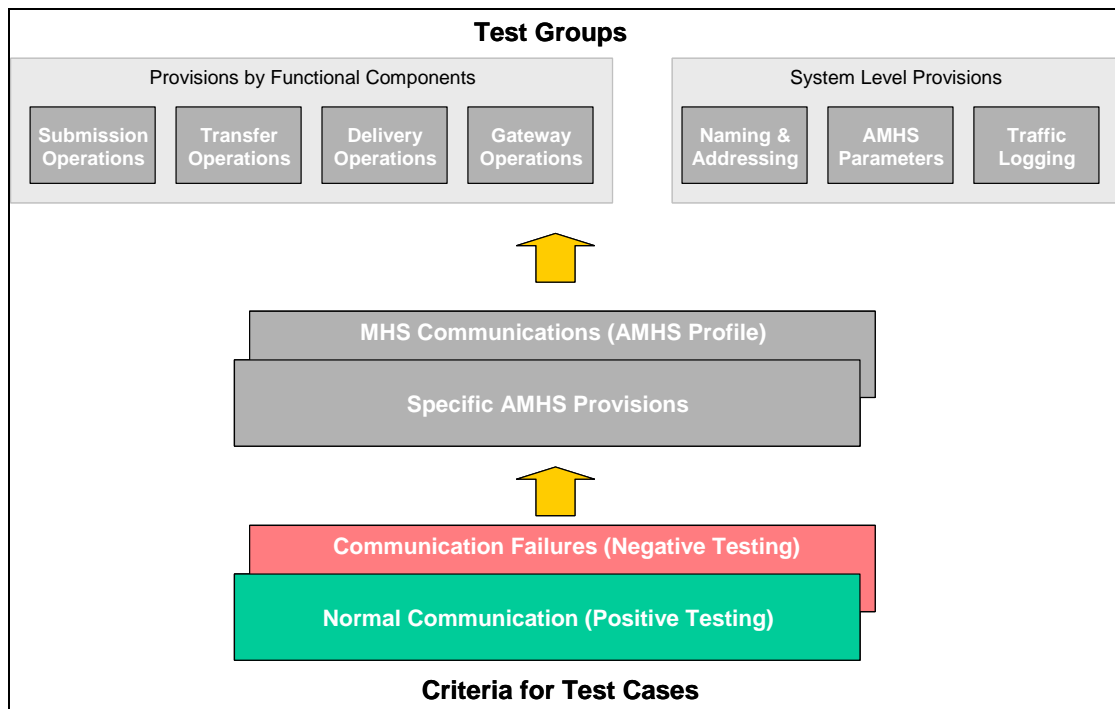 Test Groups
Provisions by Functional Components
System Level Provisions
Submission
Operations
Transfer
Operations
Delivery
Operations
Gateway
Operations
Naming &
Addressing
AMHS
Parameters
Traffic
Logging
MHS Communications (AMHS Profile)
Specific AMHS Provisions
Communication Failures (Negative Testing)
Normal Communication (Positive Testing)
Criteria for Test Cases